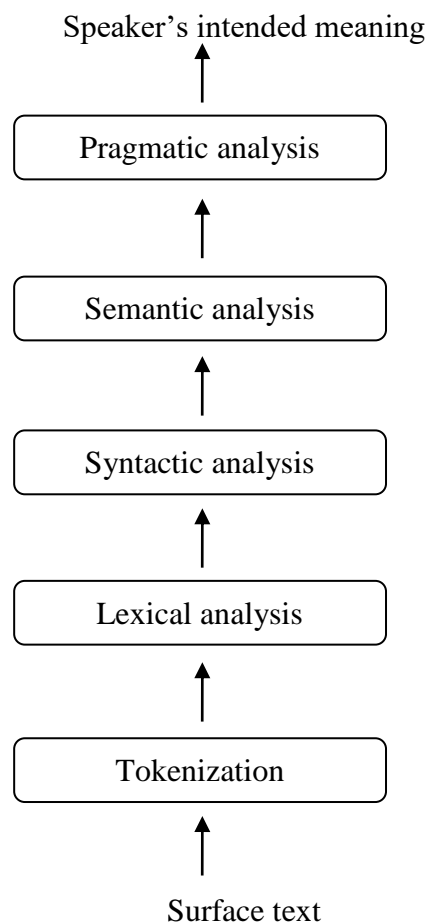 Speaker’s intended meaning
Pragmatic analysis
Semantic analysis
Syntactic analysis
Lexical analysis
Tokenization
Surface text